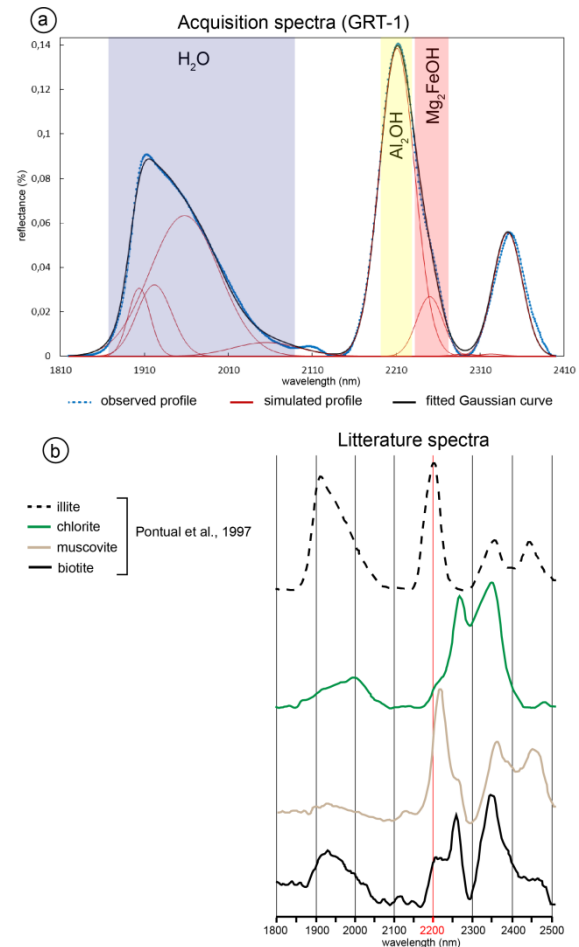 a
Acquisition spectra (GRT-1)
0,14
0,12
0,1
0,08
0,06
0,04
0,02
0
reflectance (%)
H2O
Al2OH
Mg2FeOH
1810 1910 2010 2110 2210 2310 2410
wavelength (nm)
observed profile simulated profile fitted Gaussian curve
b
Litterature spectra
illite
chlorite
muscovite
biotite
Pontual et al., 1997
1800 1900 2000 2100 2200 2300 2400 2500
wavelength (nm)